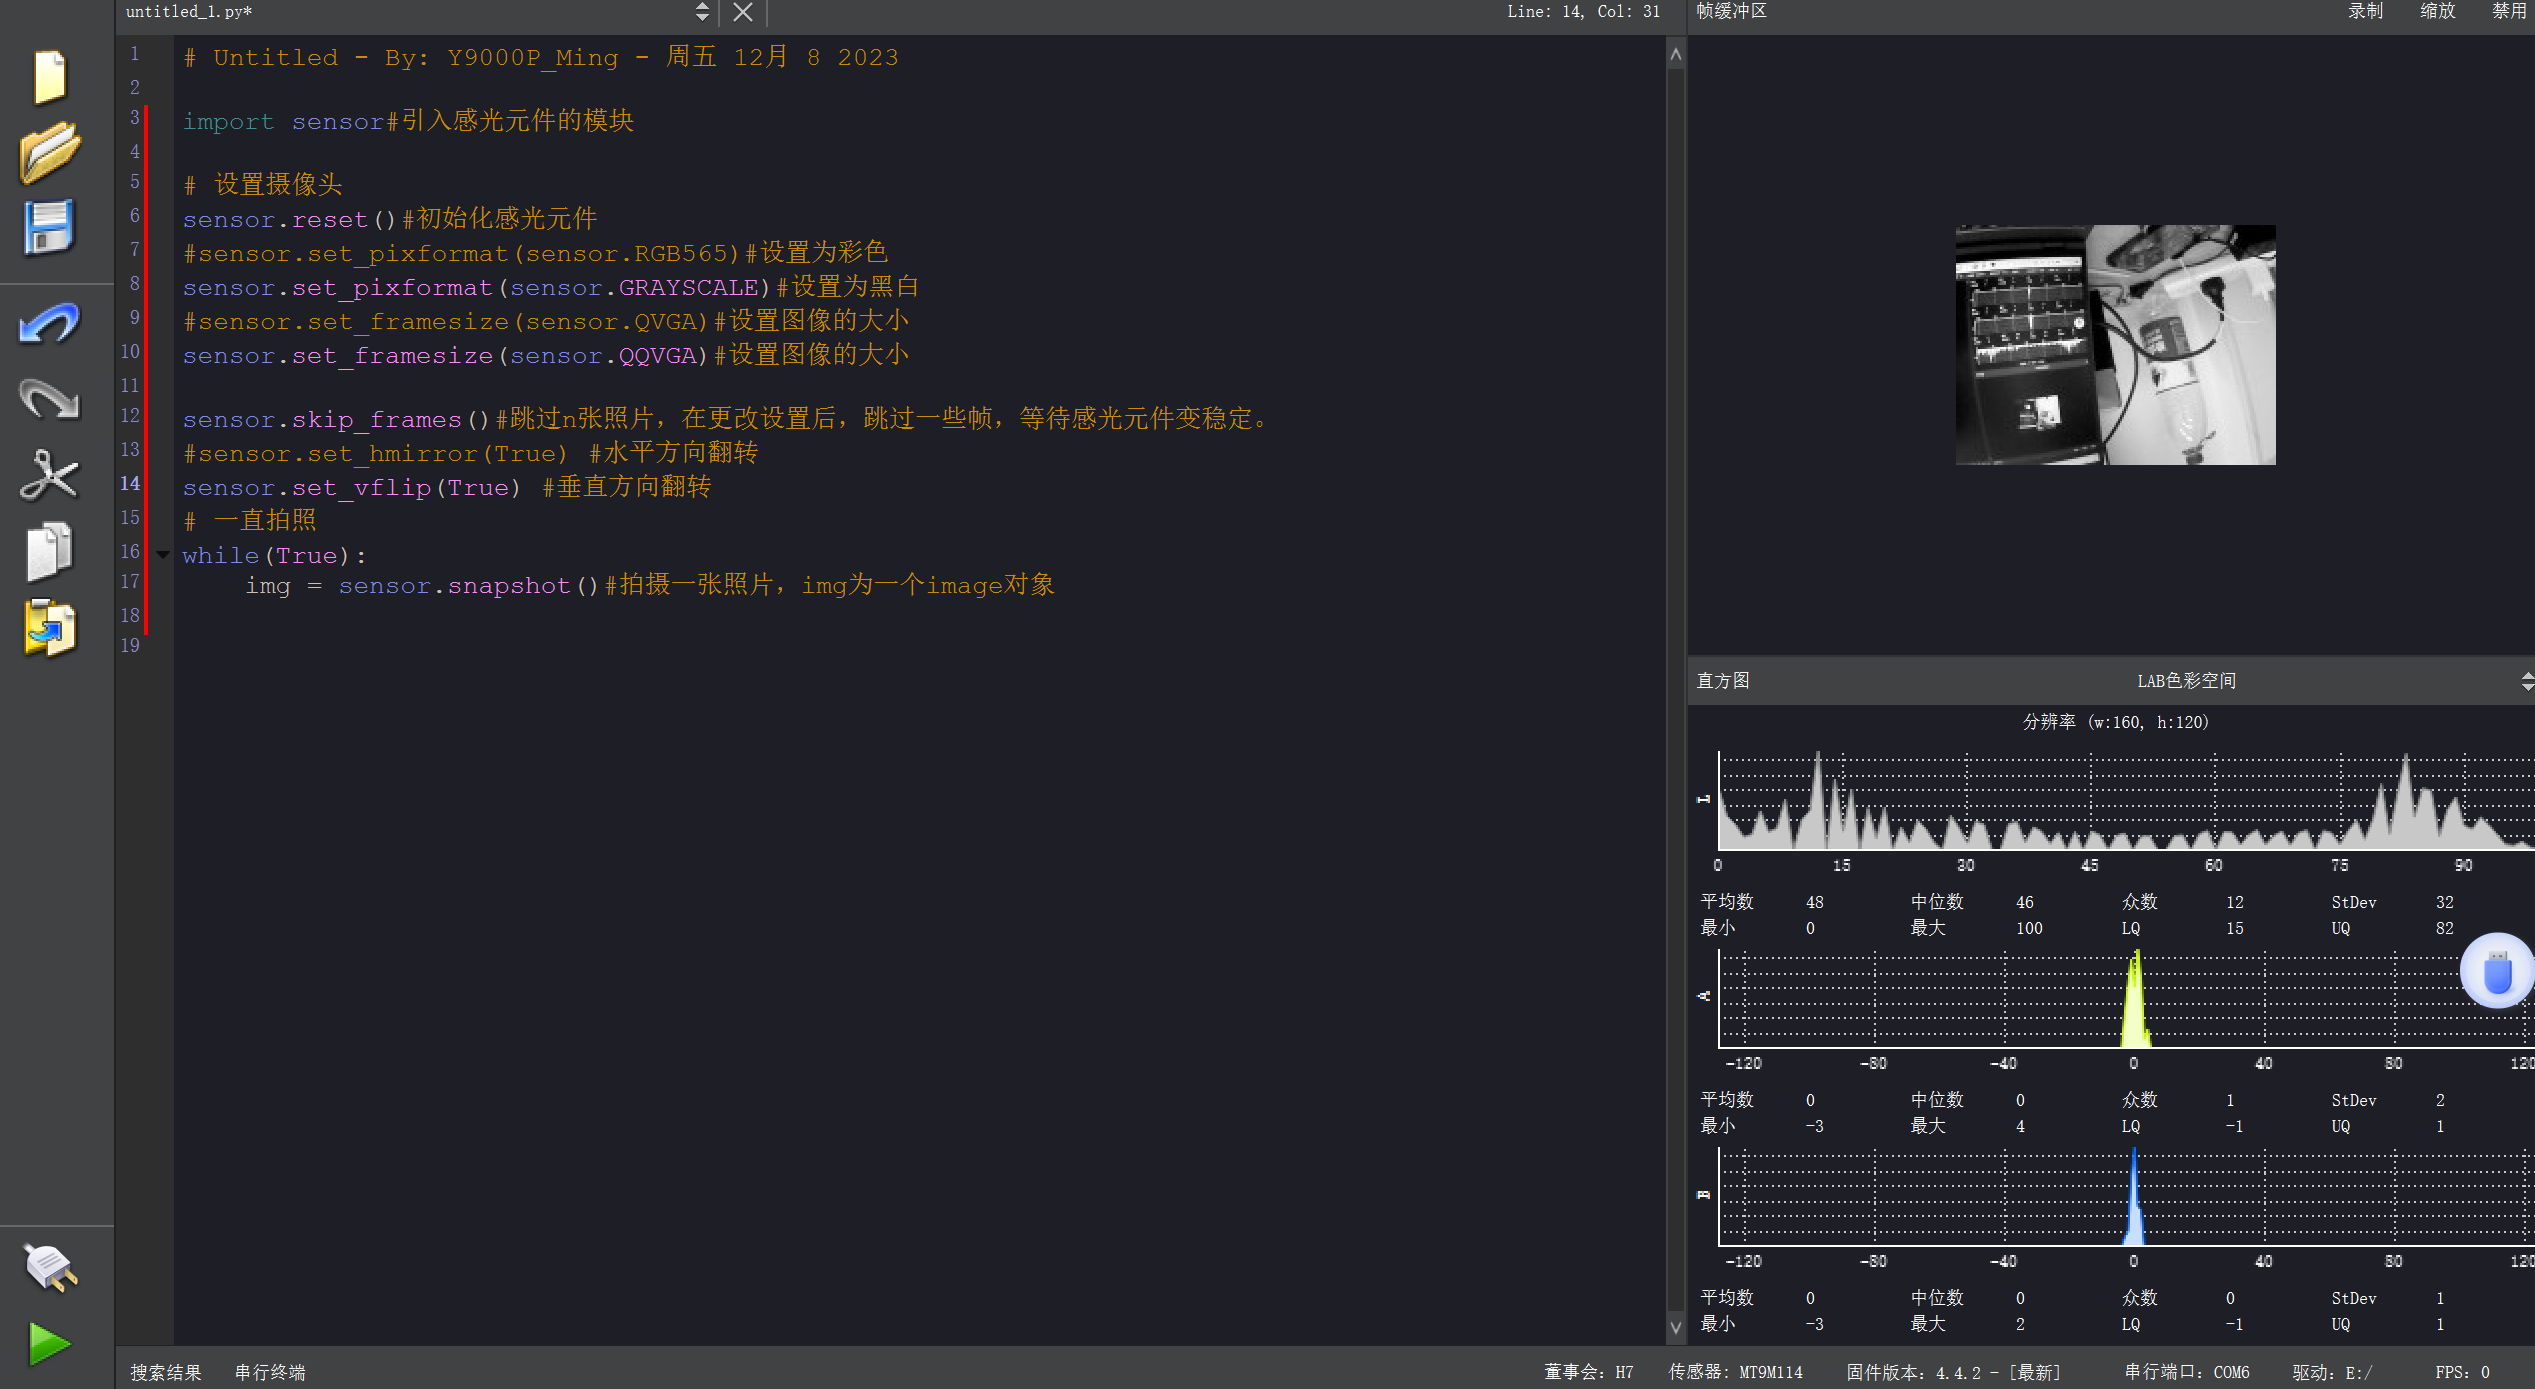 untitled_1.py*
Line: 14, Col: 31
帧缓冲区
录制 缩放 禁用
1 # Untitled - By: Y9000P_Ming - 周五 12月 8 2023
2
3 import sensor#引入感光元件的模块
4
5 # 设置摄像头
6 sensor.reset()#初始化感光元件
7 #sensor.set_pixformat(sensor.RGB565)#设置为彩色
8 sensor.set_pixformat(sensor.GRAYSCALE)#设置为黑白
9 #sensor.set_framesize(sensor.QVGA)#设置图像的大小
10 sensor.set_framesize(sensor.QQVGA)#设置图像的大小
11
12 sensor.skip_frames()#跳过n张照片，在更改设置后，跳过一些帧，等待感光元件变稳定。
13 #sensor.set_hmirror(True) #水平方向翻转
14 sensor.set_vflip(True) #垂直方向翻转
15 # 一直拍照
16 while(True):
17 img = sensor.snapshot()#拍摄一张照片，img为一个image对象
18
19
直方图 LAB色彩空间
分辨率 (w:160, h:120)
L
0 15 30 45 60 75 90
平均数 48 中位数 46 众数 12 StDev 32
最小 0 最大 100 LQ 15 UQ 82
A
-120 -80 -40 0 40 80 120
平均数 0 中位数 0 众数 1 StDev 2
最小 -3 最大 4 LQ -1 UQ 1
B
-120 -80 -40 0 40 80 120
平均数 0 中位数 0 众数 0 StDev 1
最小 -3 最大 2 LQ -1 UQ 1
搜索结果 串行终端
董事会: H7 传感器: MT9M114 固件版本: 4.4.2 - [最新] 串行端口: COM6 驱动: E:/ FPS: 0